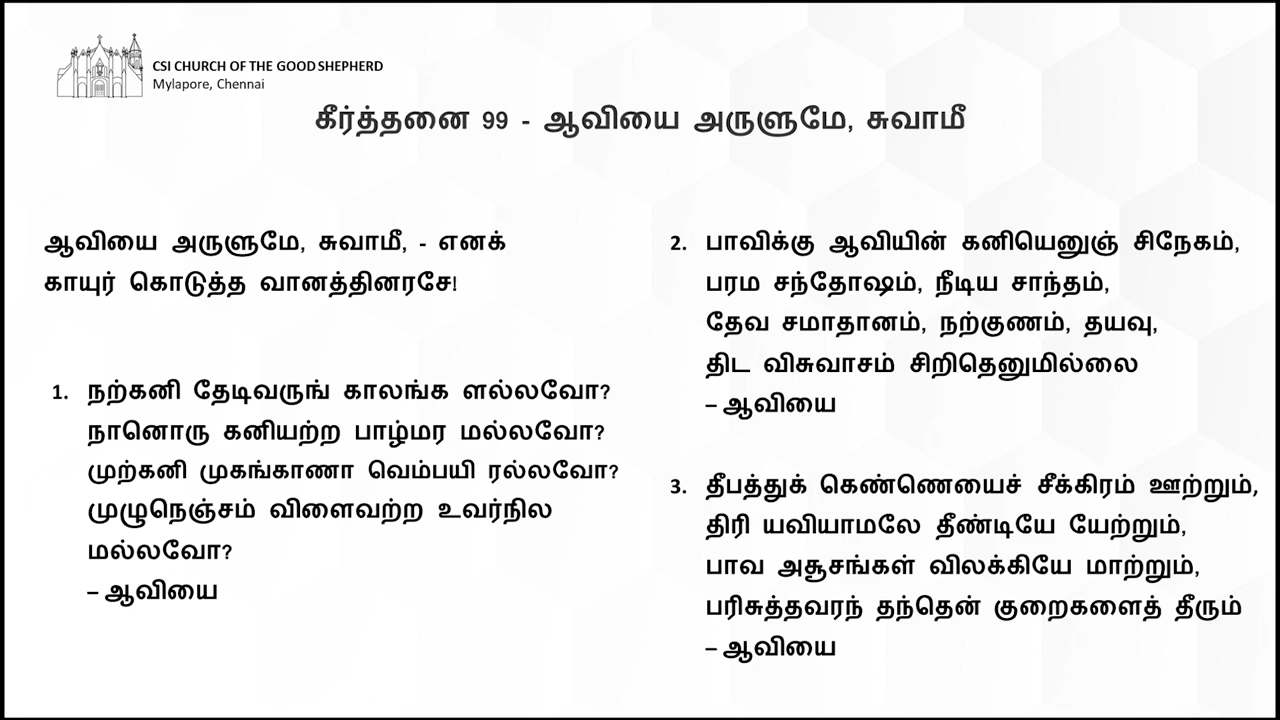 CSI CHURCH OF THE GOOD SHEPHERD
Mylapore, Chennai
கீர்த்தனை 99 - ஆவியை அருளுமே, சுவாமீ
ஆவியை அருளுமே, சுவாமீ, - எனக்
காயுர் கொடுத்த வானத்தினரசே!
1. நற்கனி தேடிவருங் காலங்க ளல்லவோ?
நானொரு கனியற்ற பாழ்மர மல்லவோ?
முற்கனி முகங்காணா வெம்பயி ரல்லவோ?
முழுநெஞ்சம் விளைவற்ற உவர்நில
மல்லவோ?
– ஆவியை
2. பாவிக்கு ஆவியின் கனியெனுஞ் சிநேகம்,
பரம சந்தோஷம், நீடிய சாந்தம்,
தேவ சமாதானம், நற்குணம், தயவு,
திட விசுவாசம் சிறிதெனுமில்லை
– ஆவியை
3. தீபத்துக் கெண்ணெயைச் சீக்கிரம் ஊற்றும்,
திரி யவியாமலே தீண்டியே யேற்றும்,
பாவ அசூசங்கள் விலக்கியே மாற்றும்,
பரிசுத்தவரந் தந்தென் குறைகளைத் தீரும்
– ஆவியை